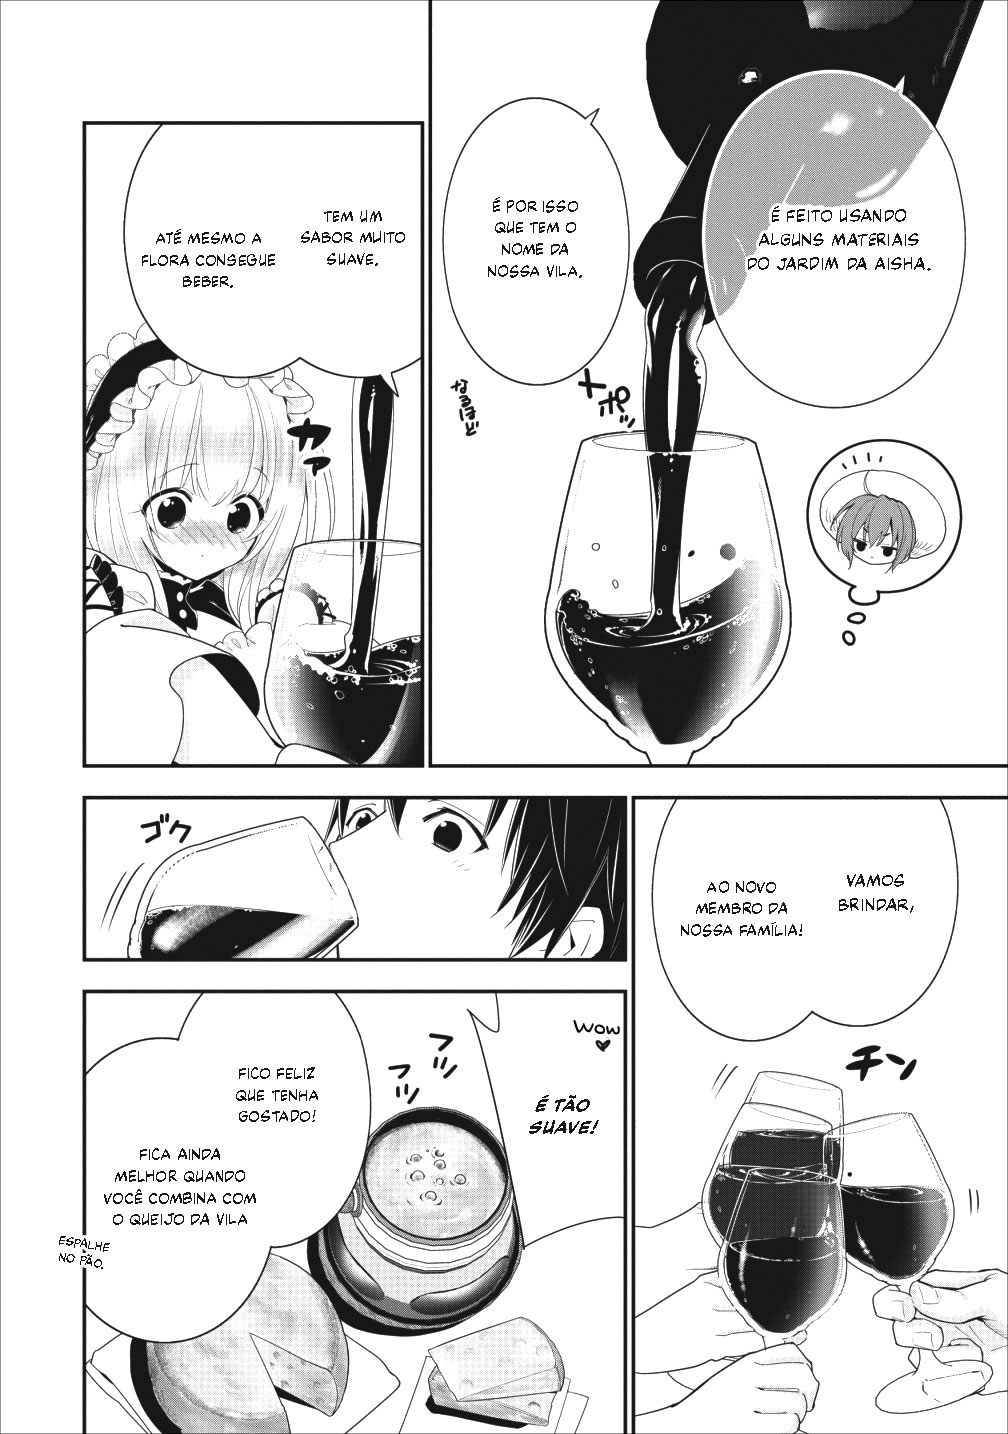 É FEITO USANDO
ALGUNS MATERIAIS
DO JARDIM DA AISHA.
É POR ISSO
QUE TEM O
NOME DA
NOSSA VILA.
なるほど
トポッ
TEM UM
SABOR MUITO
SUAVE.
ATÉ MESMO A
FLORA CONSEGUE
BEBER.
カァ
VAMOS
BRINDAR,
AO NOVO
MEMBRO DA
NOSSA FAMÍLIA!
チン
ゴク
WOW
É TÃO
SUAVE!
フツ
フツ
FICO FELIZ
QUE TENHA
GOSTADO!
FICA AINDA
MELHOR QUANDO
VOCÊ COMBINA COM
O QUEIJO DA VILA
ESPALHE
NO PÃO.